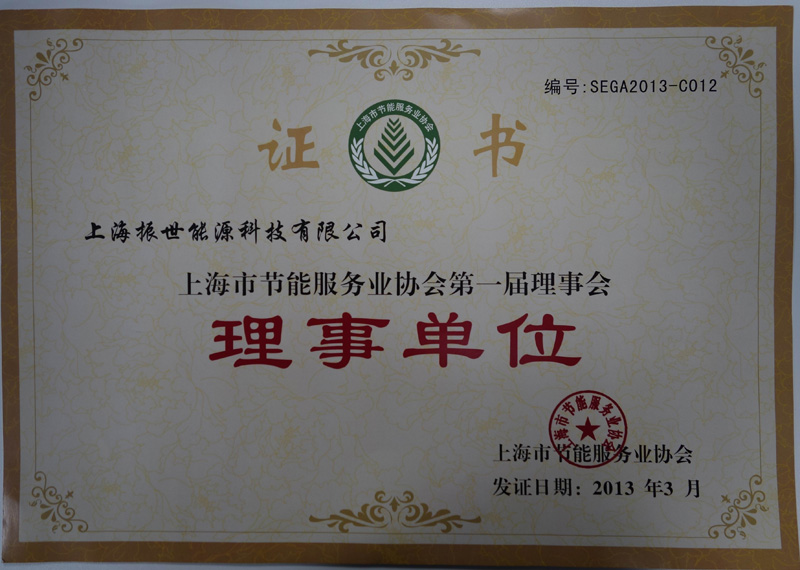 编号:SEGA2013-C012
证 书
上海市节能服务业协会
上海振世能源科技有限公司
上海市节能服务业协会第一届理事会
理事单位
上海市节能服务业协会
上海市节能服务业协会
发证日期：2013 年3 月